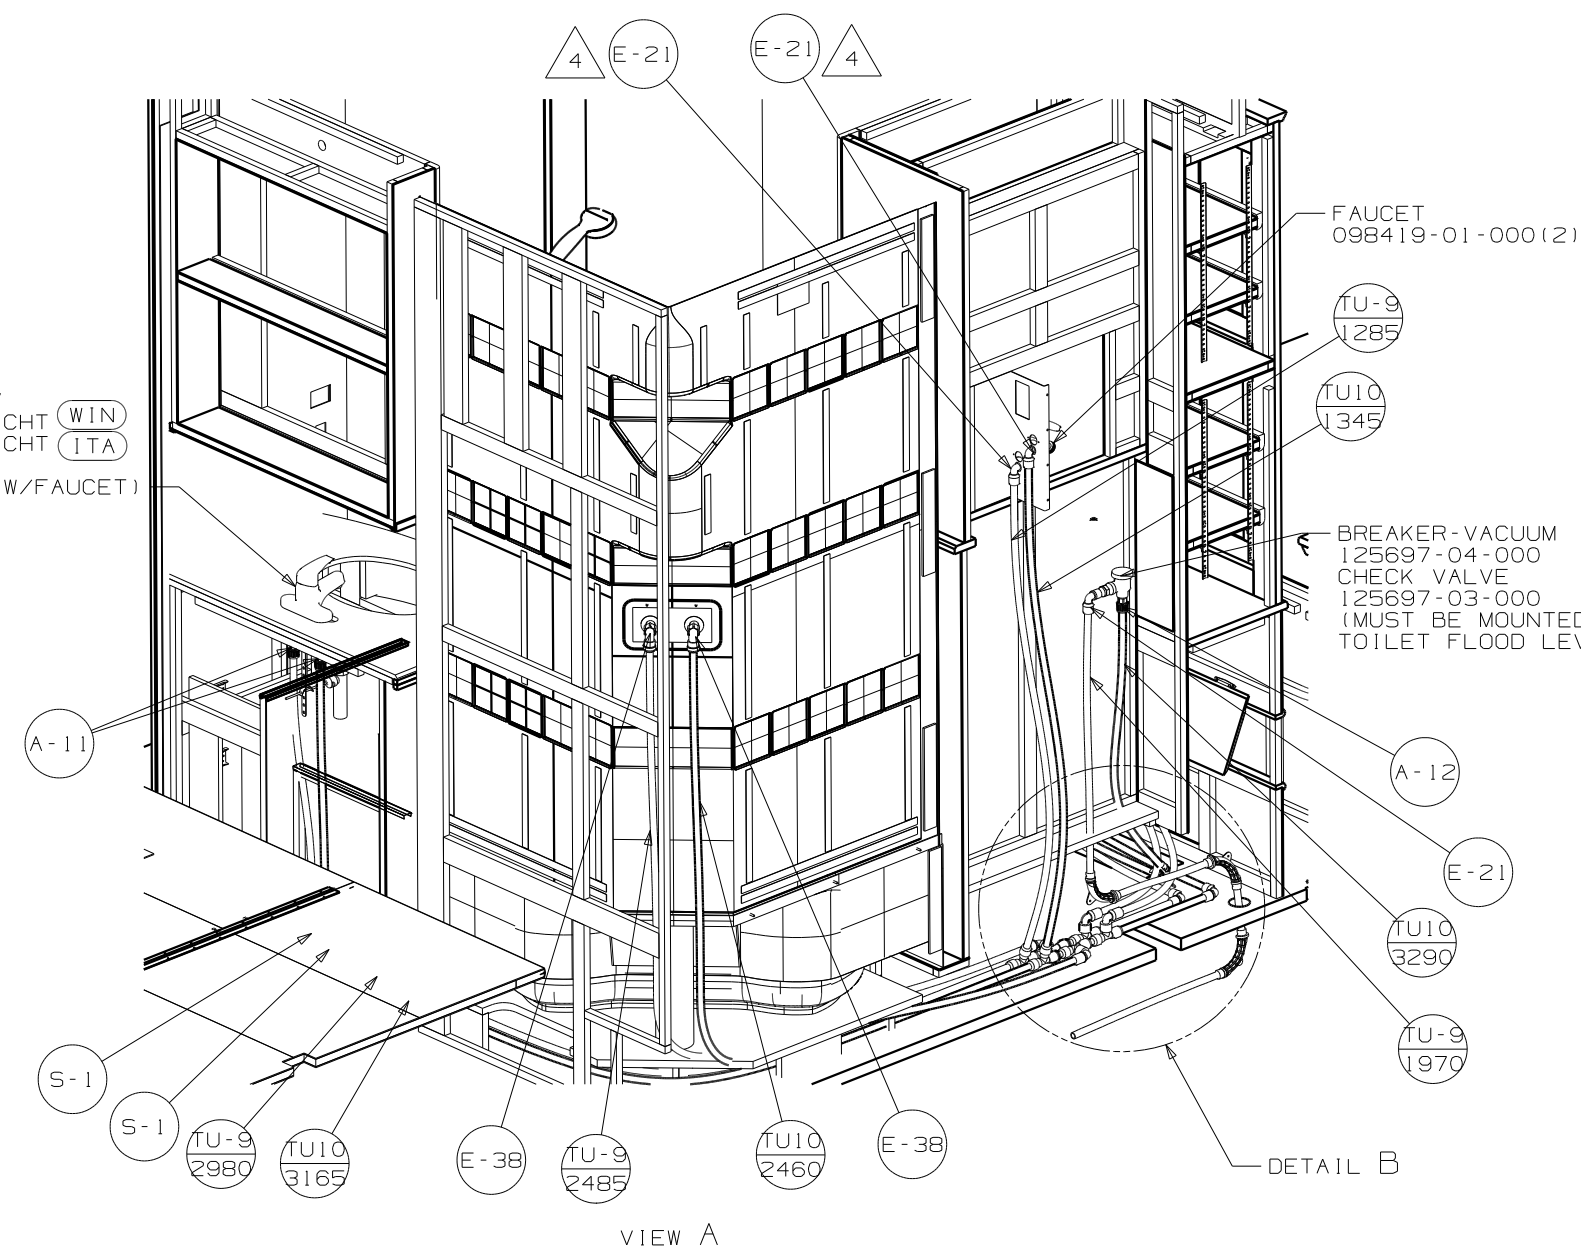 4
E-21
E-21
4
FAUCET
098419-01-000(2)
TU-9
1285
TU10
1345
CHT WIN
CHT ITA
W/FAUCET)
BREAKER-VACUUM
125697-04-000
CHECK VALVE
125697-03-000
(MUST BE MOUNTED
TOILET FLOOD LEV
A-11
A-12
E-21
TU10
3290
TU-9
1970
S-1
S-1
TU-9
2980
TU10
3165
E-38
TU-9
2485
TU10
2460
E-38
DETAIL B
VIEW A